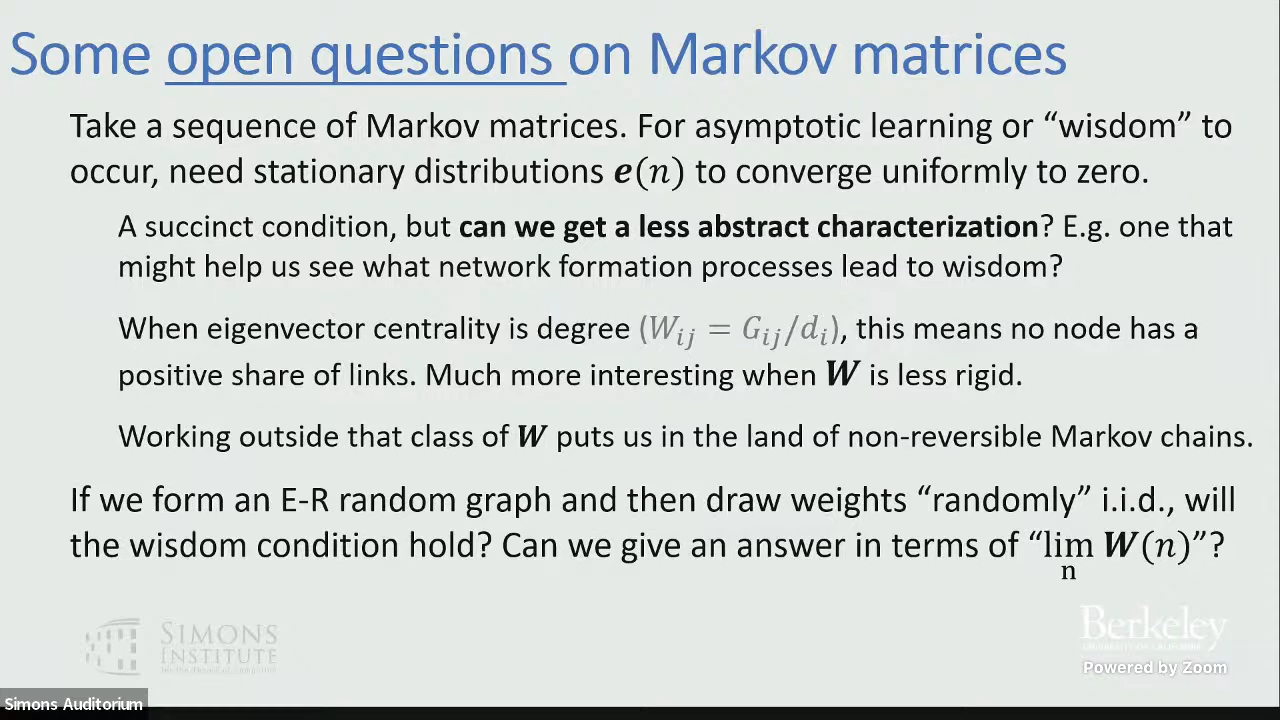 Some open questions on Markov matrices
Take a sequence of Markov matrices. For asymptotic learning or “wisdom” to
occur, need stationary distributions e(n) to converge uniformly to zero.
A succinct condition, but can we get a less abstract characterization? E.g. one that
might help us see what network formation processes lead to wisdom?
When eigenvector centrality is degree (W_ij = G_ij/d_i), this means no node has a
positive share of links. Much more interesting when W is less rigid.
Working outside that class of W puts us in the land of non-reversible Markov chains.
If we form an E-R random graph and then draw weights “randomly” i.i.d., will
the wisdom condition hold? Can we give an answer in terms of “lim W(n)”?
n
SIMONS
INSTITUTE
Berkeley
Powered by Zoom
Simons Auditorium